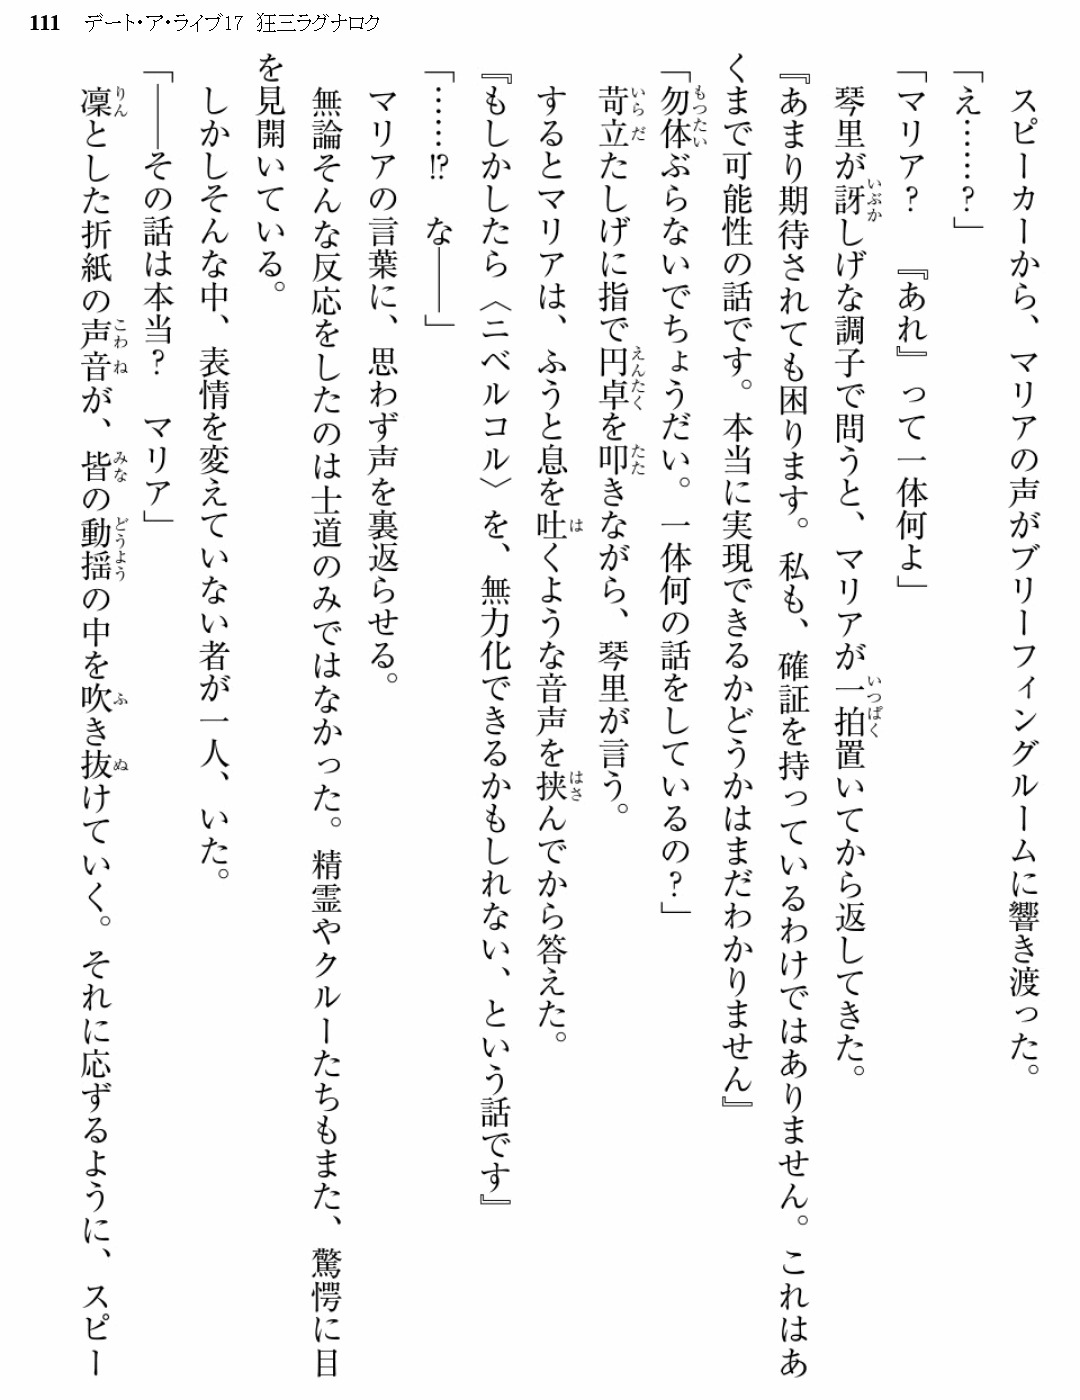 111 デート・ア・ライブ17 狂三ラグナロク
スピーカーから、マリアの声がブリーフィングルームに響き渡った。
「え……？」
「マリア？　『あれ』って一体何よ」
琴里が訝しげな調子で問うと、マリアが一拍置いてから返してきた。
『あまり期待されても困ります。私も、確証を持っているわけではありません。これはあ
くまで可能性の話です。本当に実現できるかどうかはまだわかりません』
「勿体ぶらないでちょうだい。一体何の話をしているの？」
苛立たしげに指で円卓を叩きながら、琴里が言う。
するとマリアは、ふうと息を吐くような音声を挟んでから答えた。
『もしかしたら〈ニベルコル〉を、無力化できるかもしれない、という話です』
「……⁉　な――」
マリアの言葉に、思わず声を裏返らせる。
無論そんな反応をしたのは士道のみではなかった。精霊やクルーたちもまた、驚愕に目
を見開いている。
しかしそんな中、表情を変えていない者が一人、いた。
「――その話は本当？　マリア」
凜とした折紙の声音が、皆の動揺の中を吹き抜けていく。それに応ずるように、スピー